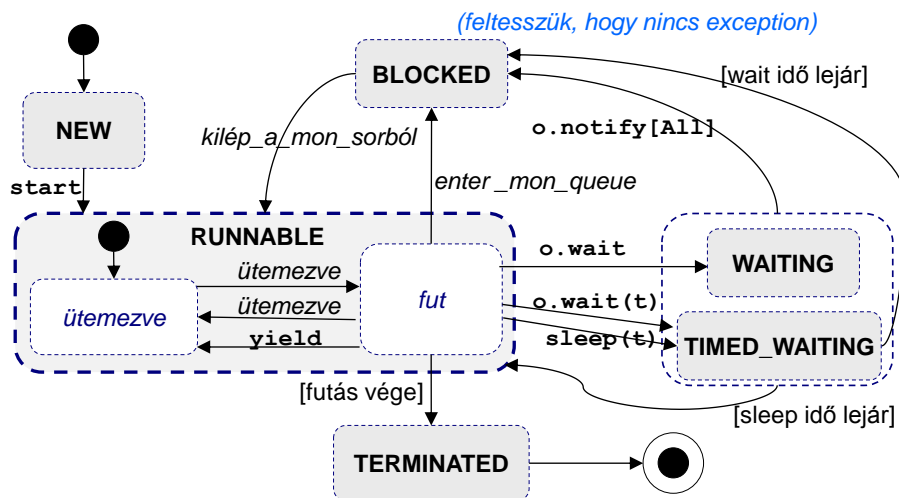 (feltesszük, hogy nincs exception)
BLOCKED
[wait idő lejár]
NEW
o.notify[All]
kilép_a_mon_sorból
enter _mon_queue
start
RUNNABLE
o.wait
WAITING
ütemezve
ütemezve
fut
ütemezve
o.wait(t)
yield
sleep(t)
TIMED_WAITING
[futás vége]
[sleep idő lejár]
TERMINATED